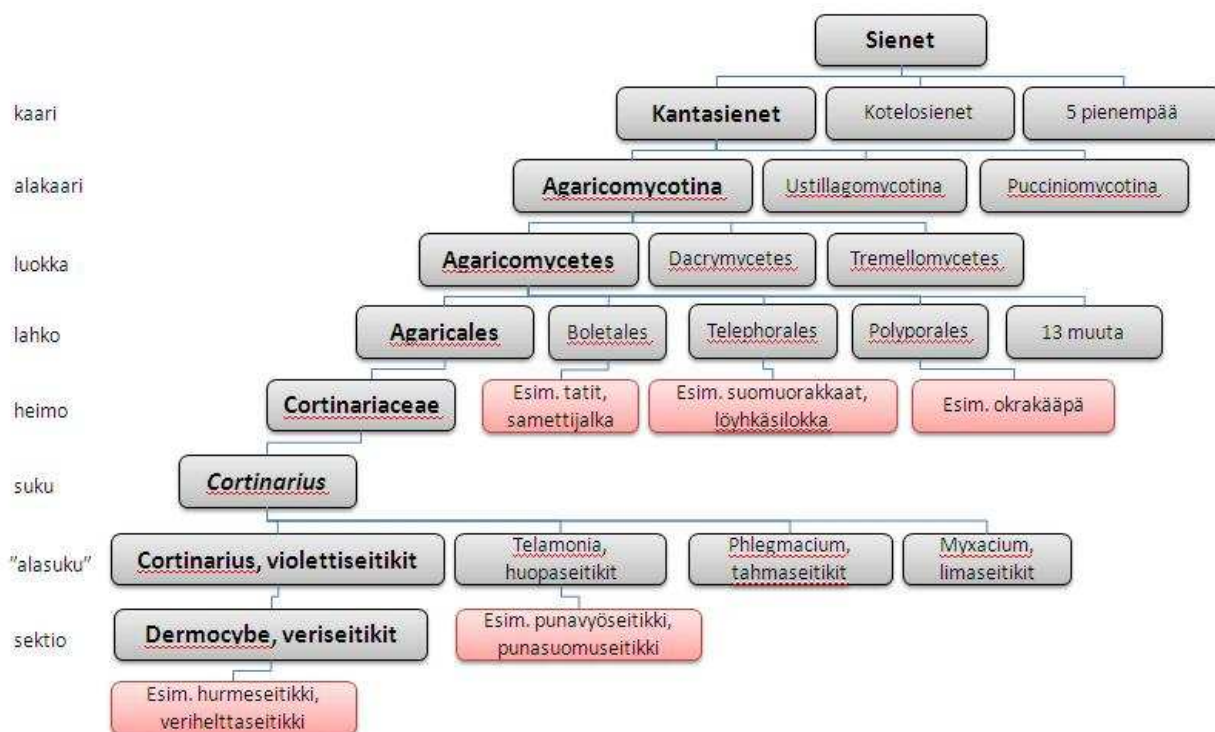 Sienet
kaari
Kantasienet
Kotelosienet
5 pienempää
alakaari
Agaricomycotina
Ustillagomycotina
Pucciniomycotina
luokka
Agaricomycetes
Dacrymycetes
Tremellomycetes
lahko
Agaricales
Boletales
Telephorales
Polyporales
13 muuta
heimo
Cortinariaceae
Esim. tatit,
samettijalka
Esim. suomuorakkaat,
löyhkäsilokka
Esim. okrakääpä
suku
Cortinarius
"alasuku"
Cortinarius, violettiseitikit
Telamonia,
huopaseitikit
Phlegmacium,
tahmaseitikit
Myxacium,
limaseitikit
sektio
Dermocybe, veriseitikit
Esim. punavyöseitikki,
punasuomuseitikki
Esim. hurmeseitikki,
verihelttaseitikki